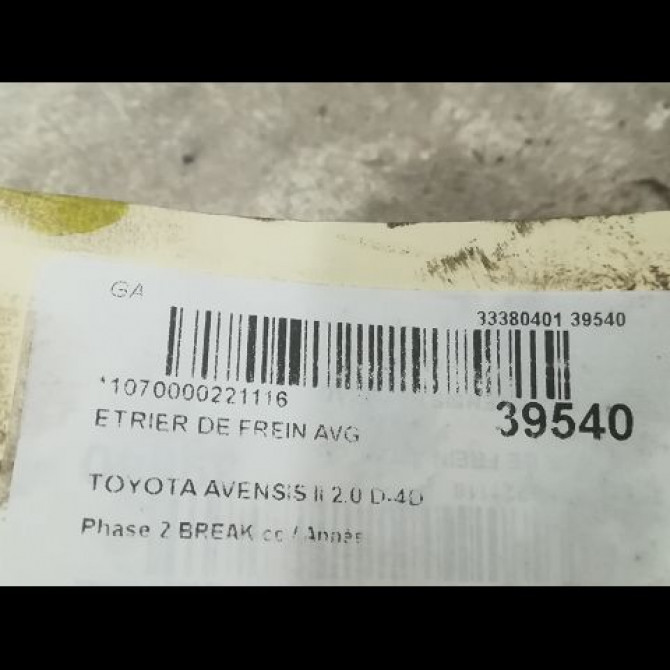 GA
33380401 39540
*1070000221116
39540
ETRIER DE FREIN AVG
TOYOTA AVENSIS II 2.0 D-4D
Phase 2 BREAK cc / Année